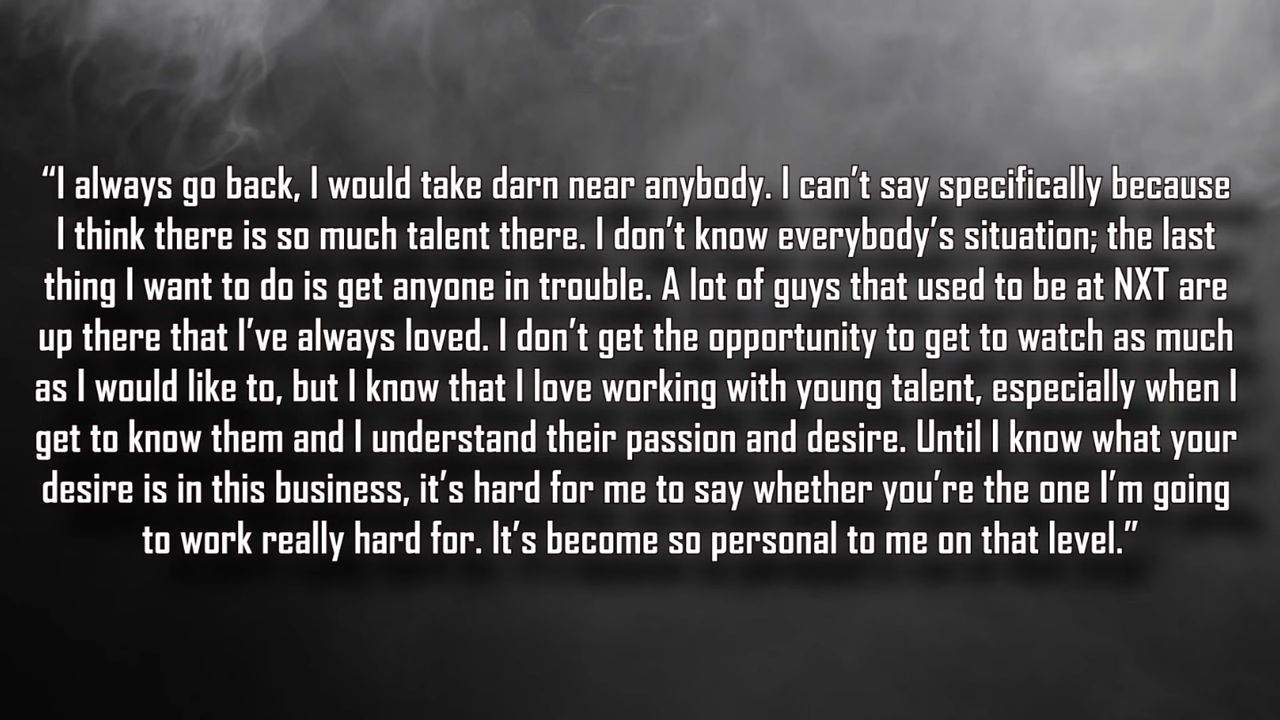 “I always go back, I would take darn near anybody. I can’t say specifically because
I think there is so much talent there. I don’t know everybody’s situation; the last
thing I want to do is get anyone in trouble. A lot of guys that used to be at NXT are
up there that I’ve always loved. I don’t get the opportunity to get to watch as much
as I would like to, but I know that I love working with young talent, especially when I
get to know them and I understand their passion and desire. Until I know what your
desire is in this business, it’s hard for me to say whether you’re the one I’m going
to work really hard for. It’s become so personal to me on that level.”